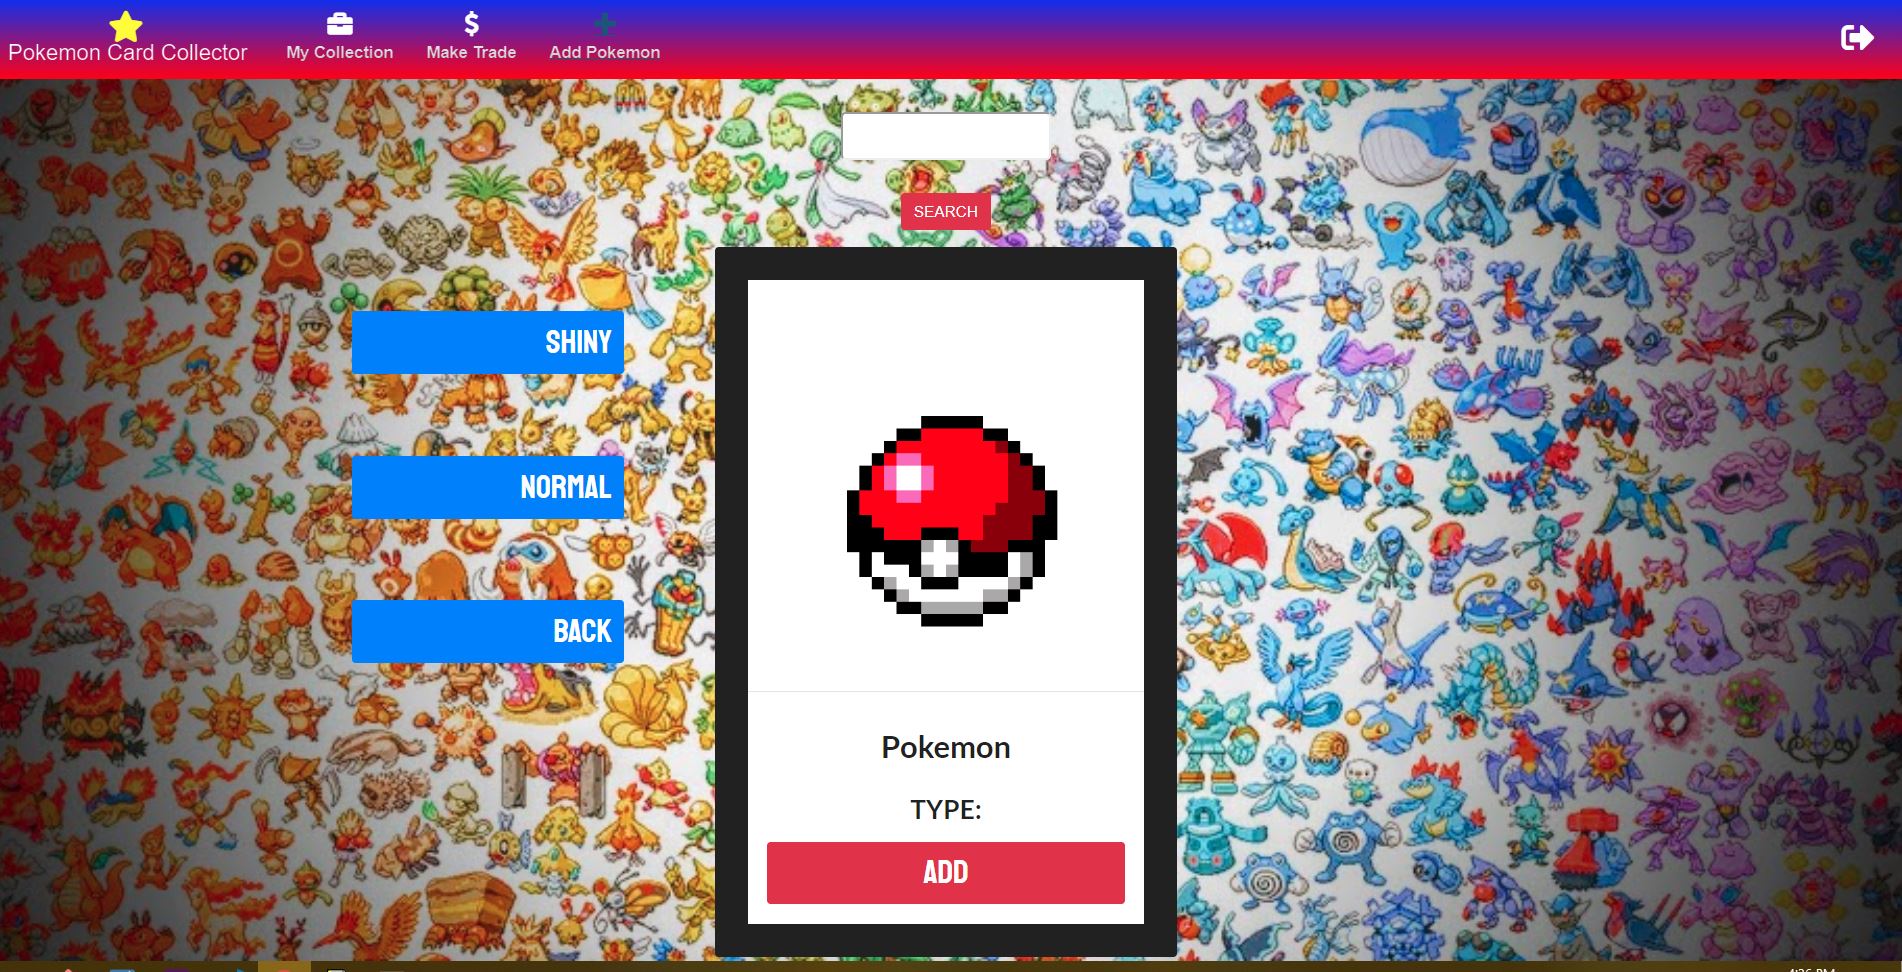 Pokemon Card Collector
My Collection
Make Trade
Add Pokemon
SEARCH
SHINY
NORMAL
BACK
Pokemon
TYPE:
ADD